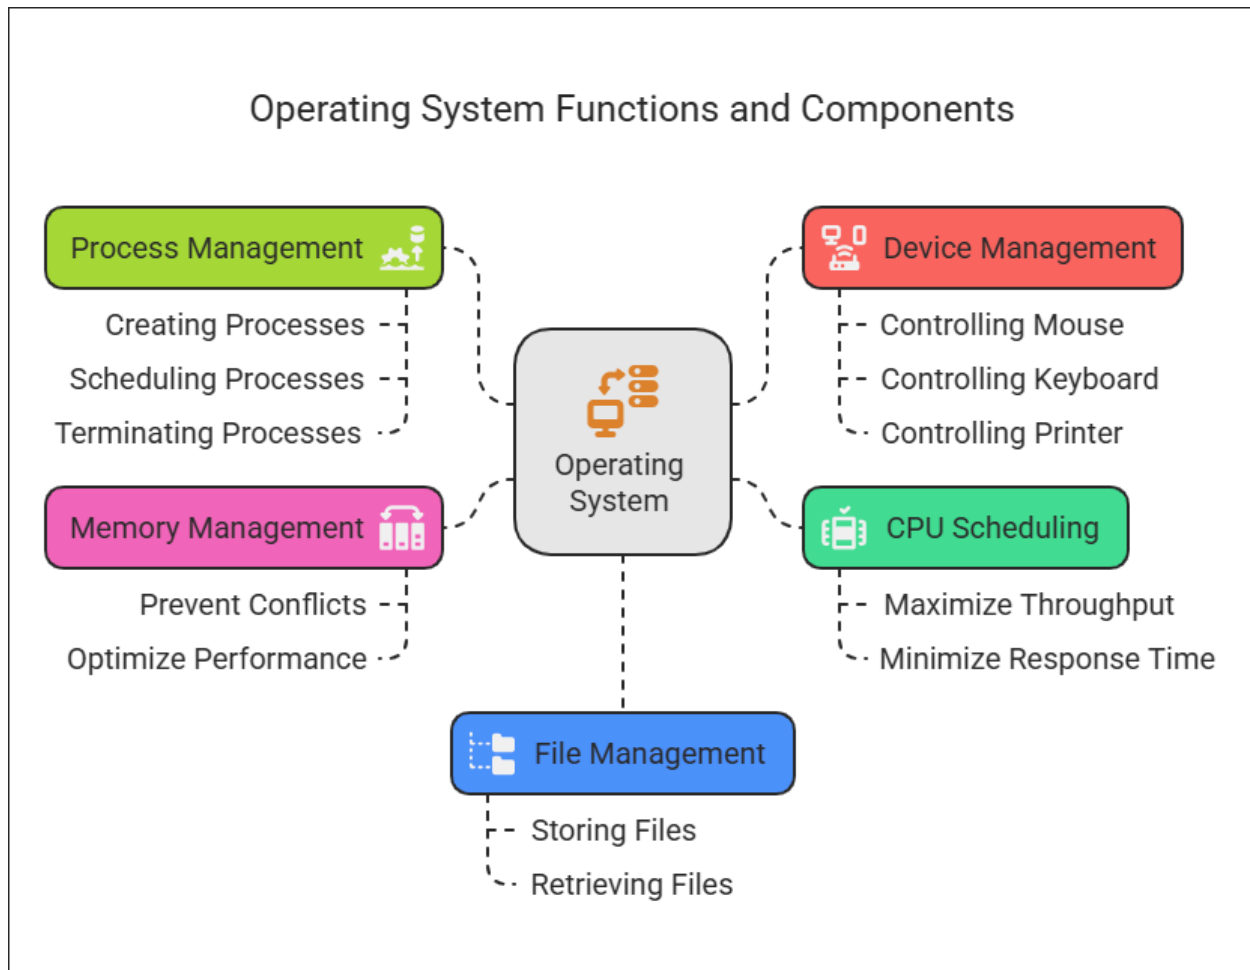 Operating System Functions and Components
Process Management
Creating Processes
Scheduling Processes
Terminating Processes
Memory Management
Prevent Conflicts
Optimize Performance
Operating
System
Device Management
Controlling Mouse
Controlling Keyboard
Controlling Printer
CPU Scheduling
Maximize Throughput
Minimize Response Time
File Management
Storing Files
Retrieving Files